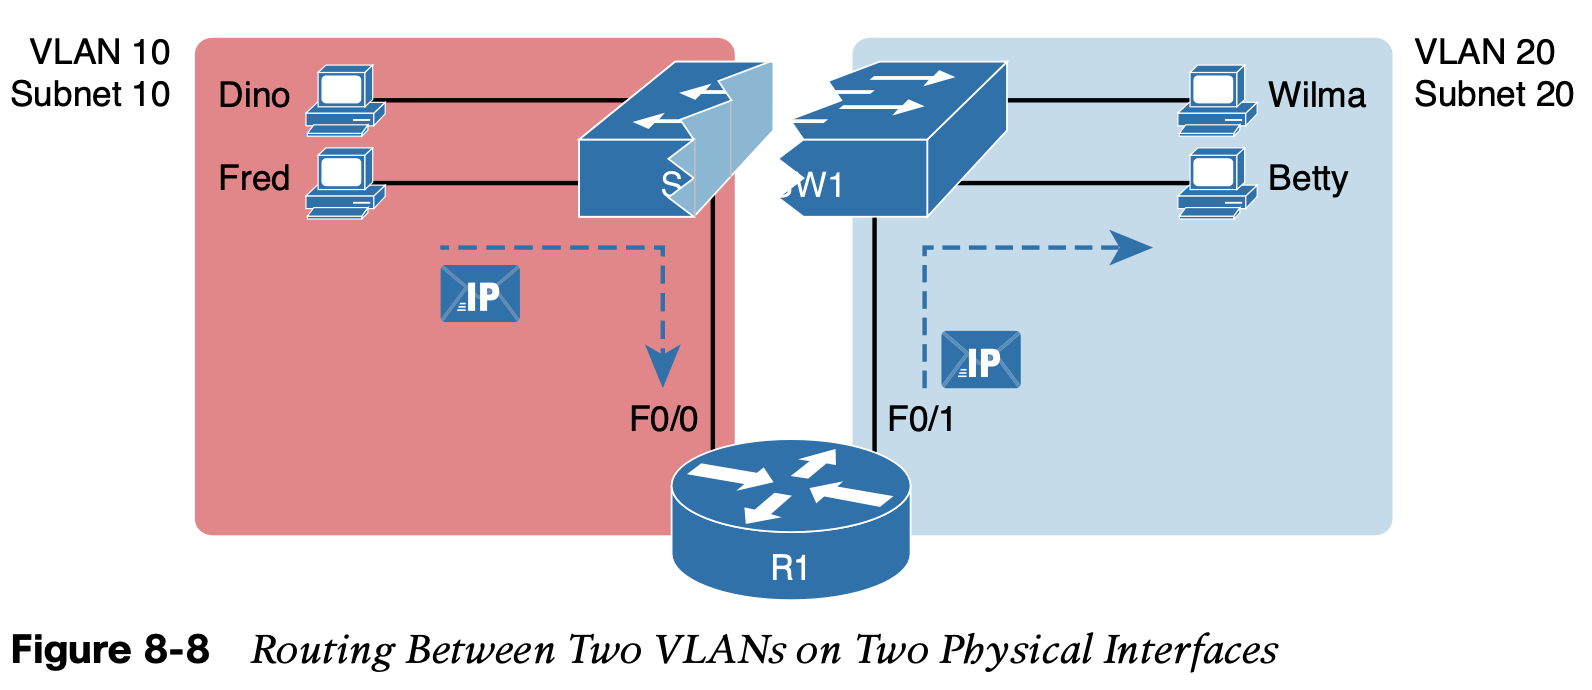 VLAN 10
Subnet 10
Dino
Fred
S
SW1
VLAN 20
Subnet 20
Wilma
Betty
IP
IP
F0/0
F0/1
R1
Figure 8-8 Routing Between Two VLANs on Two Physical Interfaces